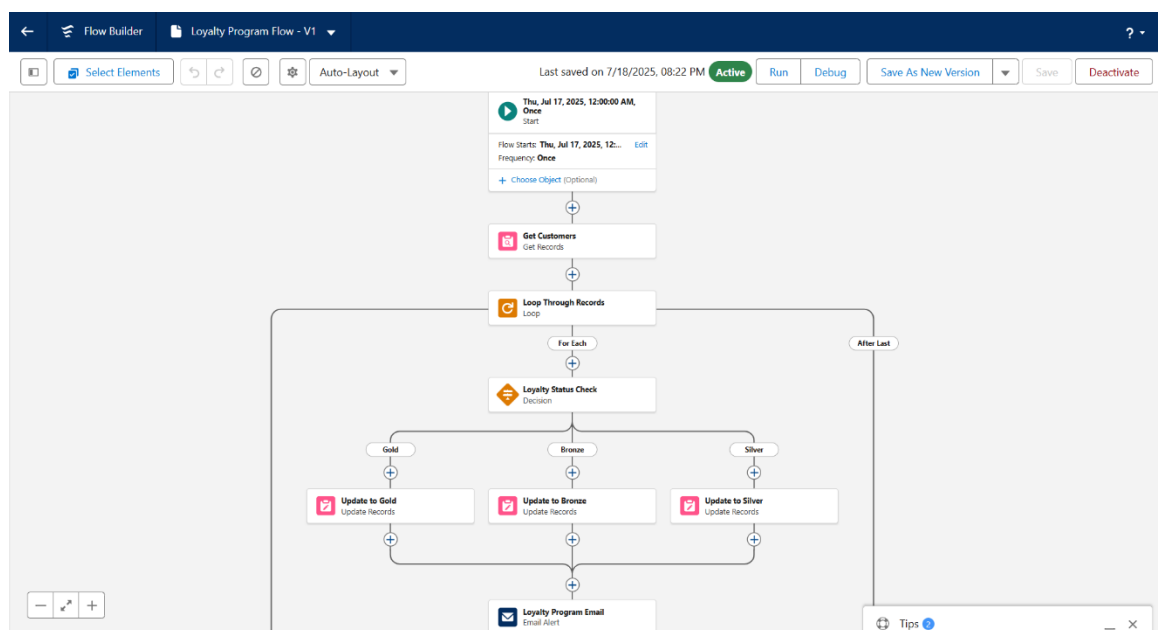 Flow Builder
Loyalty Program Flow - V1
?
Select Elements
Auto-Layout
Last saved on 7/18/2025, 08:22 PM
Active
Run
Debug
Save As New Version
Save
Deactivate
Thu, Jul 17, 2025, 12:00:00 AM,
Once
Start
Flow Starts: Thu, Jul 17, 2025, 12:... Edit
Frequency: Once
+ Choose Object (Optional)
Get Customers
Get Records
Loop Through Records
Loop
For Each
After Last
Loyalty Status Check
Decision
Gold
Bronze
Silver
Update to Gold
Update Records
Update to Bronze
Update Records
Update to Silver
Update Records
Loyalty Program Email
Email Alert
Tips 2